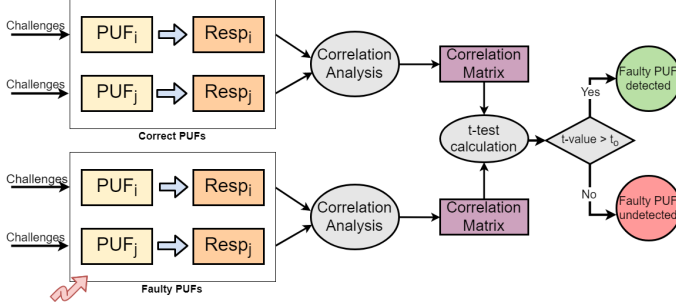 Challenges
PUFi
Respi
Challenges
PUFj
Respj
Correct PUFs
Correlation
Analysis
Correlation
Matrix
t-test
calculation
t-value > to
Yes
Faulty PUF
detected
No
Faulty PUF
undetected
Challenges
PUFi
Respi
Challenges
PUFj
Respj
Faulty PUFs
Correlation
Analysis
Correlation
Matrix